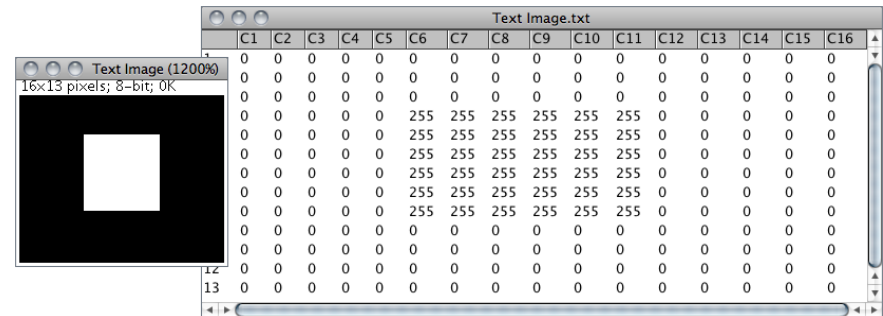 Text Image.txt
C1 C2 C3 C4 C5 C6 C7 C8 C9 C10 C11 C12 C13 C14 C15 C16
0 0 0 0 0 0 0 0 0 0 0 0 0 0 0 0
0 0 0 0 0 0 0 0 0 0 0 0 0 0 0 0
0 0 0 0 0 0 0 0 0 0 0 0 0 0 0 0
0 0 0 0 0 255 255 255 255 255 255 0 0 0 0 0
0 0 0 0 0 255 255 255 255 255 255 0 0 0 0 0
0 0 0 0 0 255 255 255 255 255 255 0 0 0 0 0
0 0 0 0 0 255 255 255 255 255 255 0 0 0 0 0
0 0 0 0 0 255 255 255 255 255 255 0 0 0 0 0
0 0 0 0 0 255 255 255 255 255 255 0 0 0 0 0
0 0 0 0 0 0 0 0 0 0 0 0 0 0 0 0
0 0 0 0 0 0 0 0 0 0 0 0 0 0 0 0
12 0 0 0 0 0 0 0 0 0 0 0 0 0 0 0 0
13 0 0 0 0 0 0 0 0 0 0 0 0 0 0 0 0
Text Image (1200%)
16x13 pixels; 8-bit; 0K